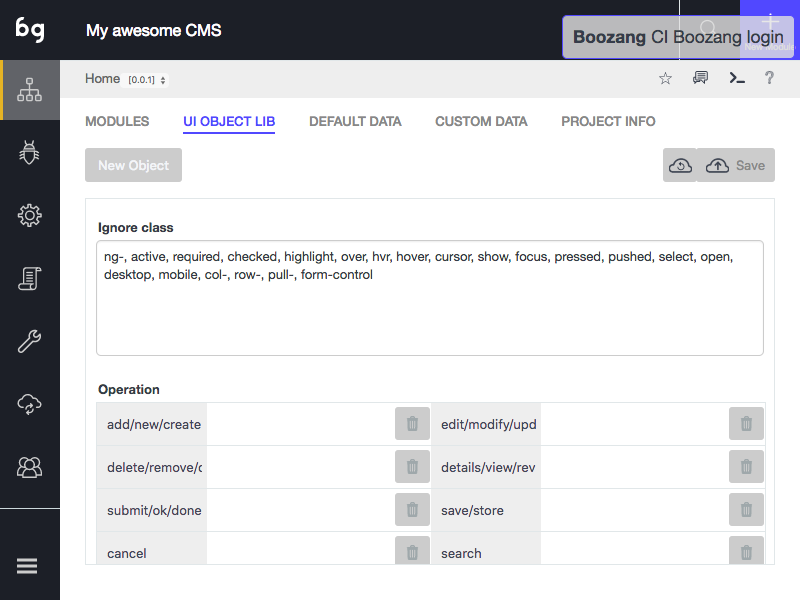 bg
My awesome CMS
Boozang CI Boozang login
Home [0.0.1]
MODULES
UI OBJECT LIB
DEFAULT DATA
CUSTOM DATA
PROJECT INFO
New Object
Save
Ignore class
ng-, active, required, checked, highlight, over, hvr, hover, cursor, show, focus, pressed, pushed, select, open,
desktop, mobile, col-, row-, pull-, form-control
Operation
add/new/create
edit/modify/upd
delete/remove/c
details/view/rev
submit/ok/done
save/store
cancel
search